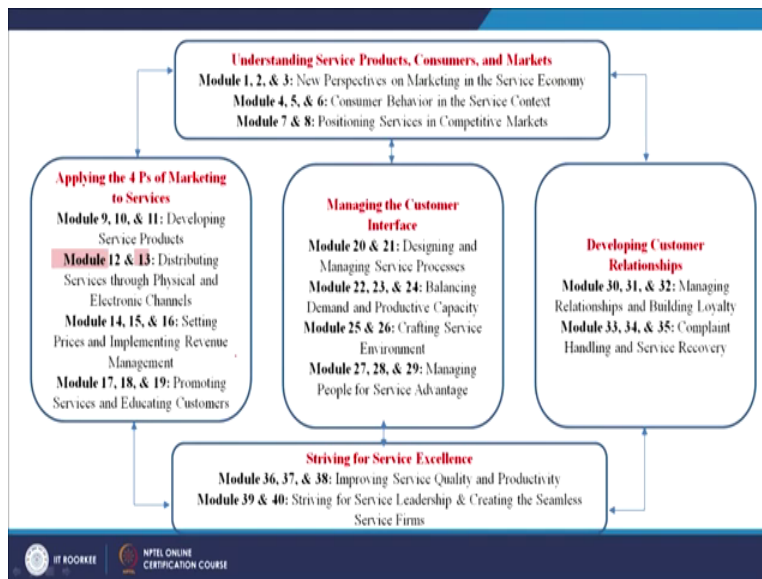 Understanding Service Products, Consumers, and Markets
Module 1, 2, & 3: New Perspectives on Marketing in the Service Economy
Module 4, 5, & 6: Consumer Behavior in the Service Context
Module 7 & 8: Positioning Services in Competitive Markets
Applying the 4 Ps of Marketing
to Services
Module 9, 10, & 11: Developing
Service Products
Module 12 & 13: Distributing
Services through Physical and
Electronic Channels
Module 14, 15, & 16: Setting
Prices and Implementing Revenue
Management
Module 17, 18, & 19: Promoting
Services and Educating Customers
Managing the Customer
Interface
Module 20 & 21: Designing and
Managing Service Processes
Module 22, 23, & 24: Balancing
Demand and Productive Capacity
Module 25 & 26: Crafting Service
Environment
Module 27, 28, & 29: Managing
People for Service Advantage
Developing Customer
Relationships
Module 30, 31, & 32: Managing
Relationships and Building Loyalty
Module 33, 34, & 35: Complaint
Handling and Service Recovery
Striving for Service Excellence
Module 36, 37, & 38: Improving Service Quality and Productivity
Module 39 & 40: Striving for Service Leadership & Creating the Seamless
Service Firms
IIT ROORKEE
NPTEL ONLINE
CERTIFICATION COURSE